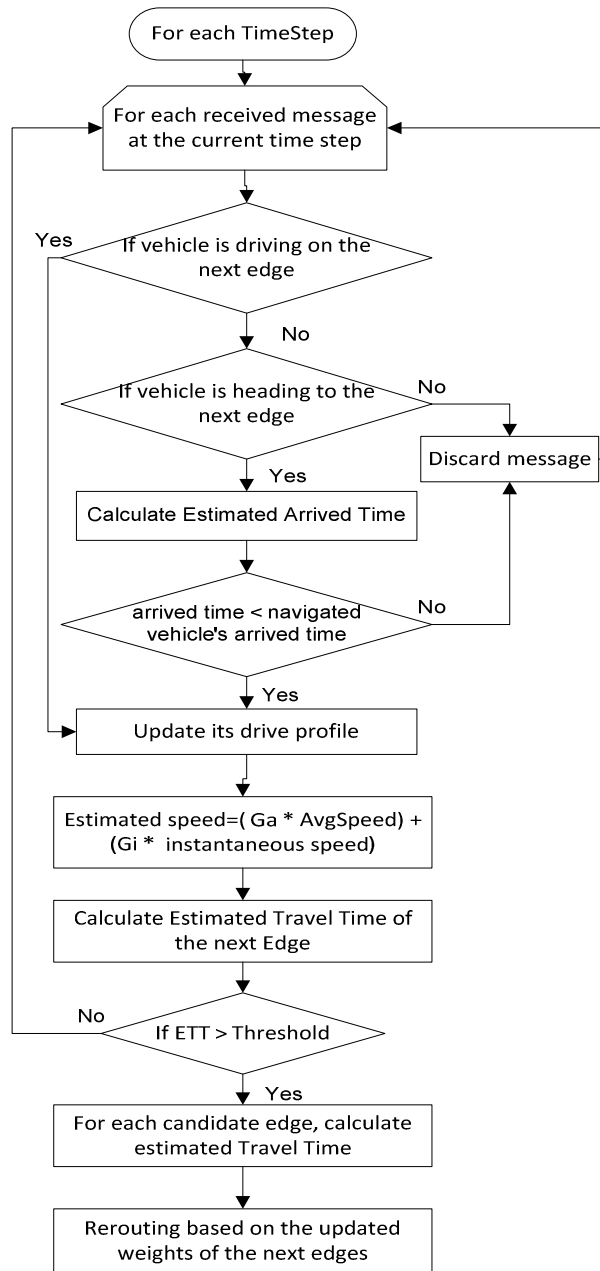 For each TimeStep
For each received message
at the current time step
Yes
If vehicle is driving on the
next edge
No
If vehicle is heading to the
next edge
No
Discard message
Yes
Calculate Estimated Arrived Time
arrived time < navigated
vehicle's arrived time
No
Yes
Update its drive profile
Estimated speed=( Ga * AvgSpeed) +
(Gi * instantaneous speed)
Calculate Estimated Travel Time of
the next Edge
No
If ETT > Threshold
Yes
For each candidate edge, calculate
estimated Travel Time
Rerouting based on the updated
weights of the next edges